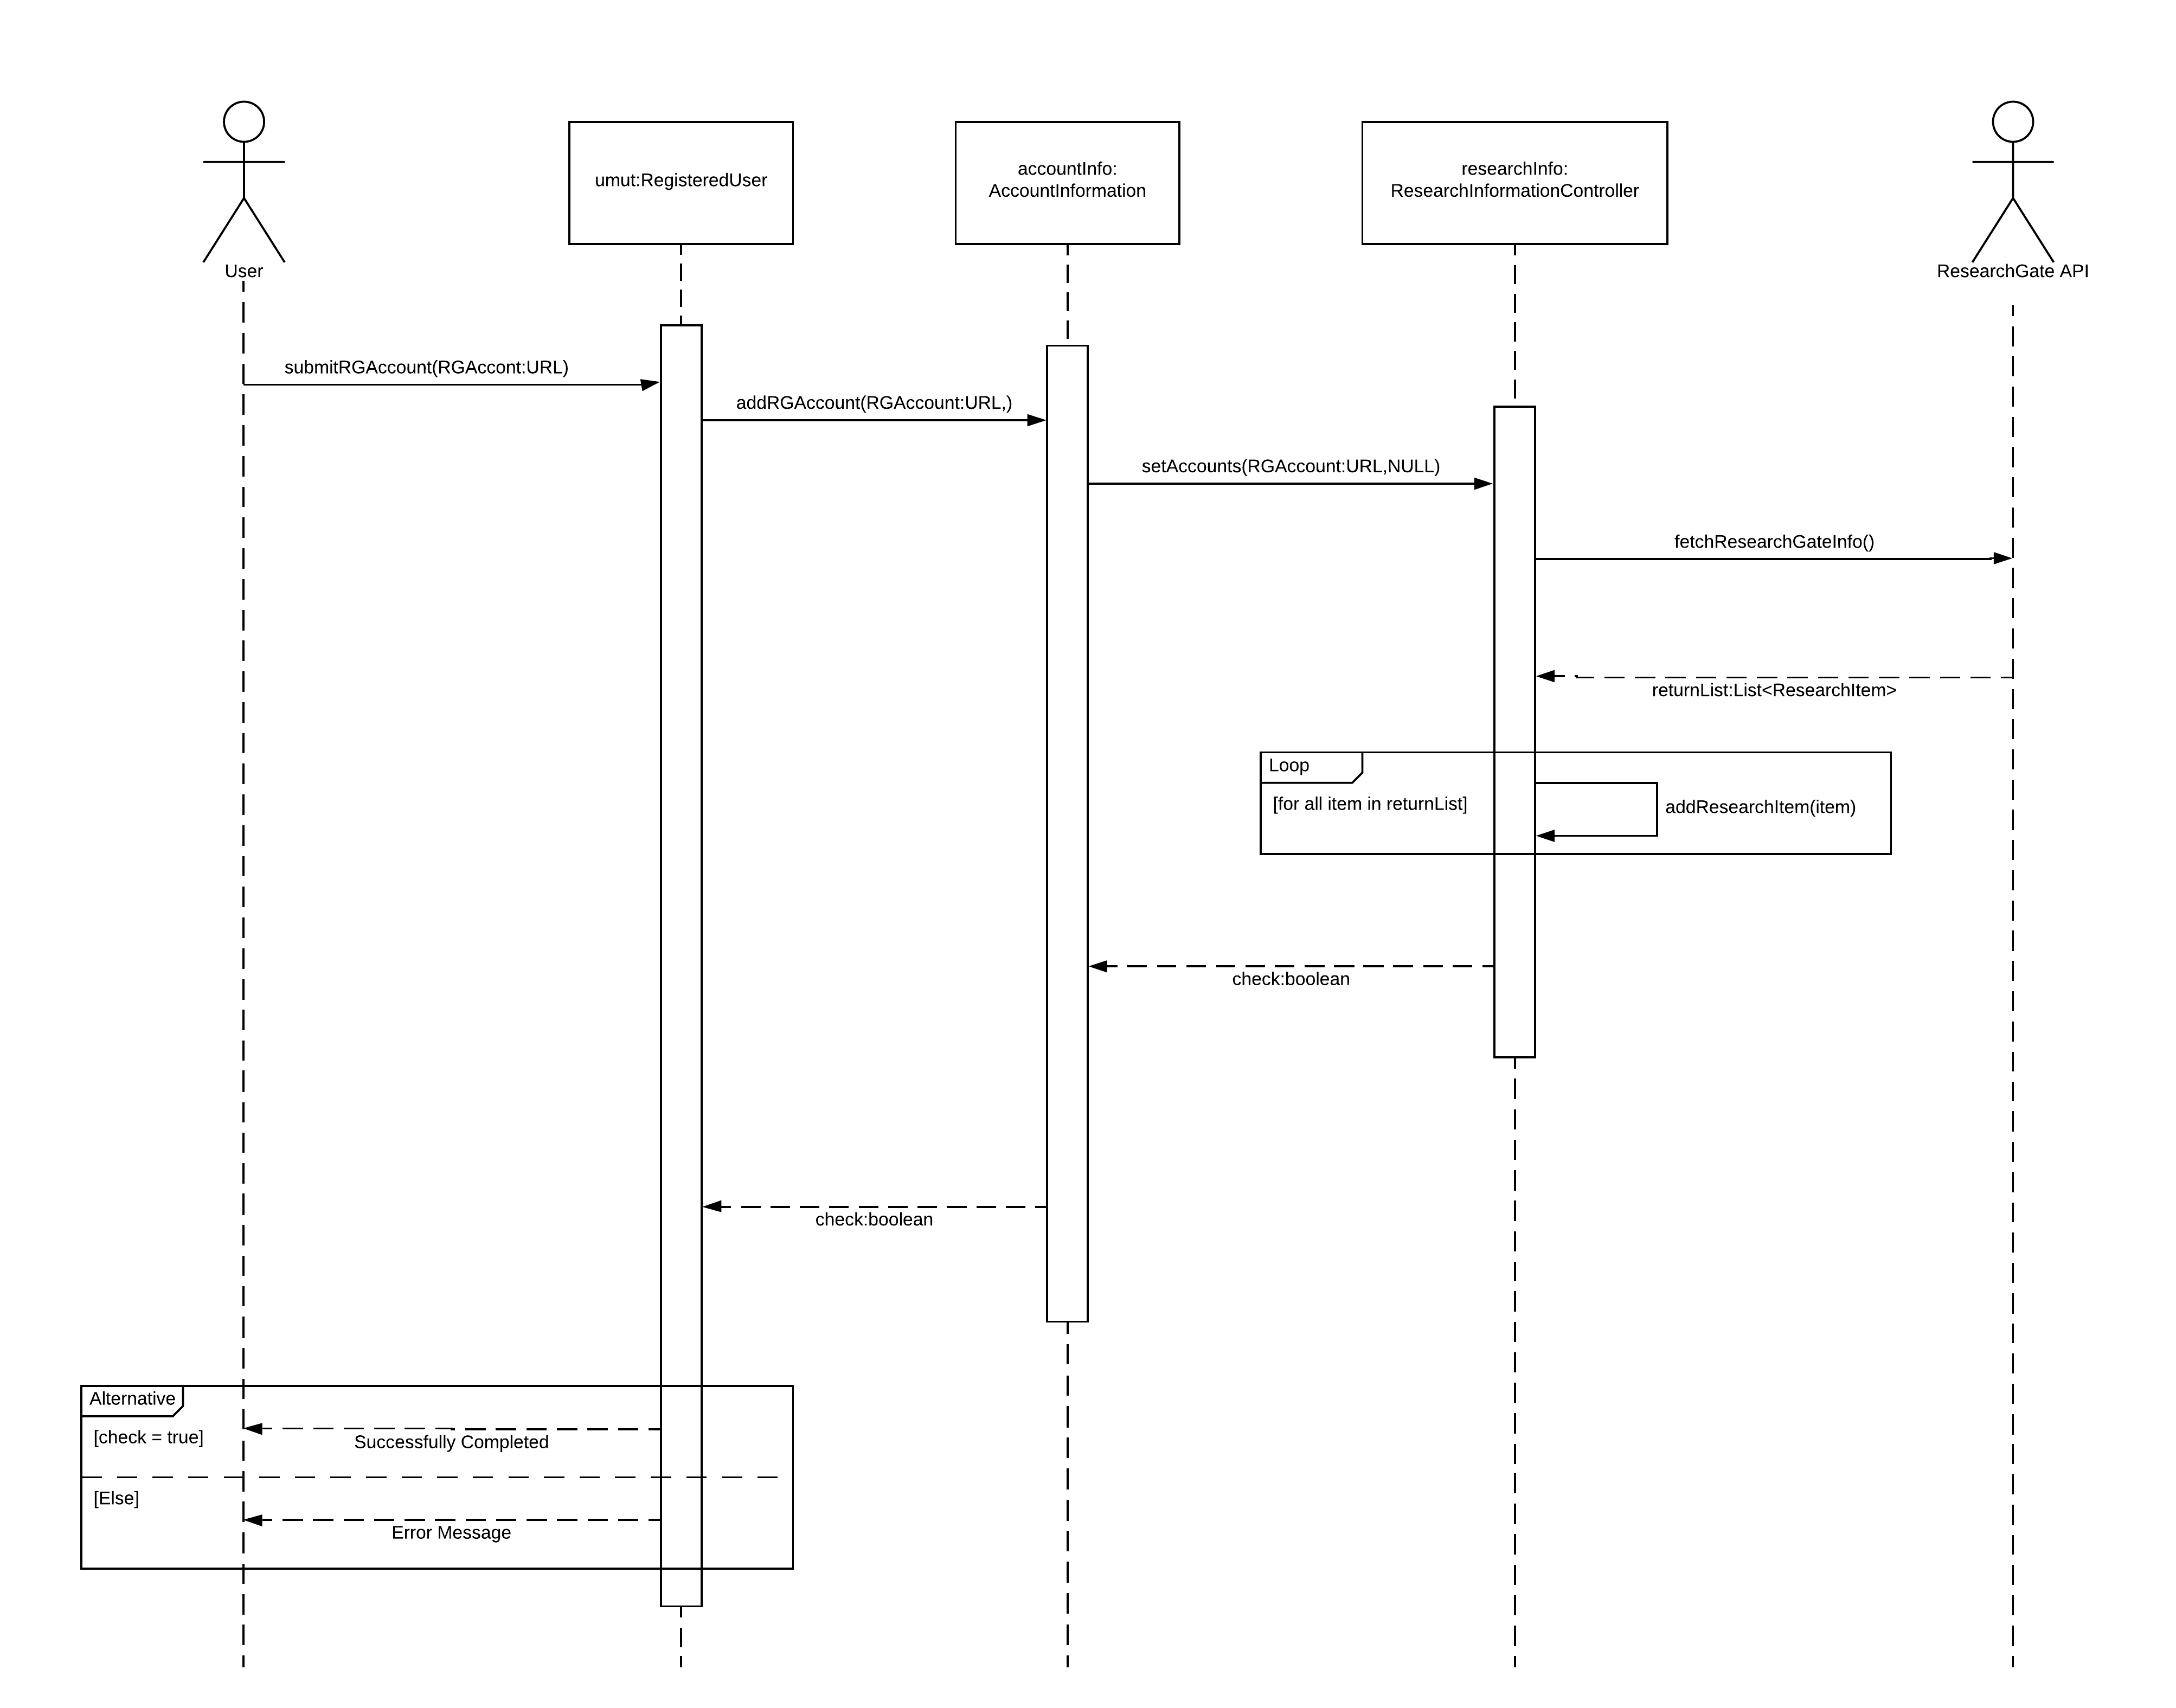 User
umut:RegisteredUser
accountInfo:
AccountInformation
researchInfo:
ResearchInformationController
ResearchGate API
submitRGAccount(RGAccont:URL)
addRGAccount(RGAccount:URL,)
setAccounts(RGAccount:URL,NULL)
fetchResearchGateInfo()
returnList:List<ResearchItem>
Loop
[for all item in returnList]
addResearchItem(item)
check:boolean
check:boolean
Alternative
[check = true]
Successfully Completed
[Else]
Error Message